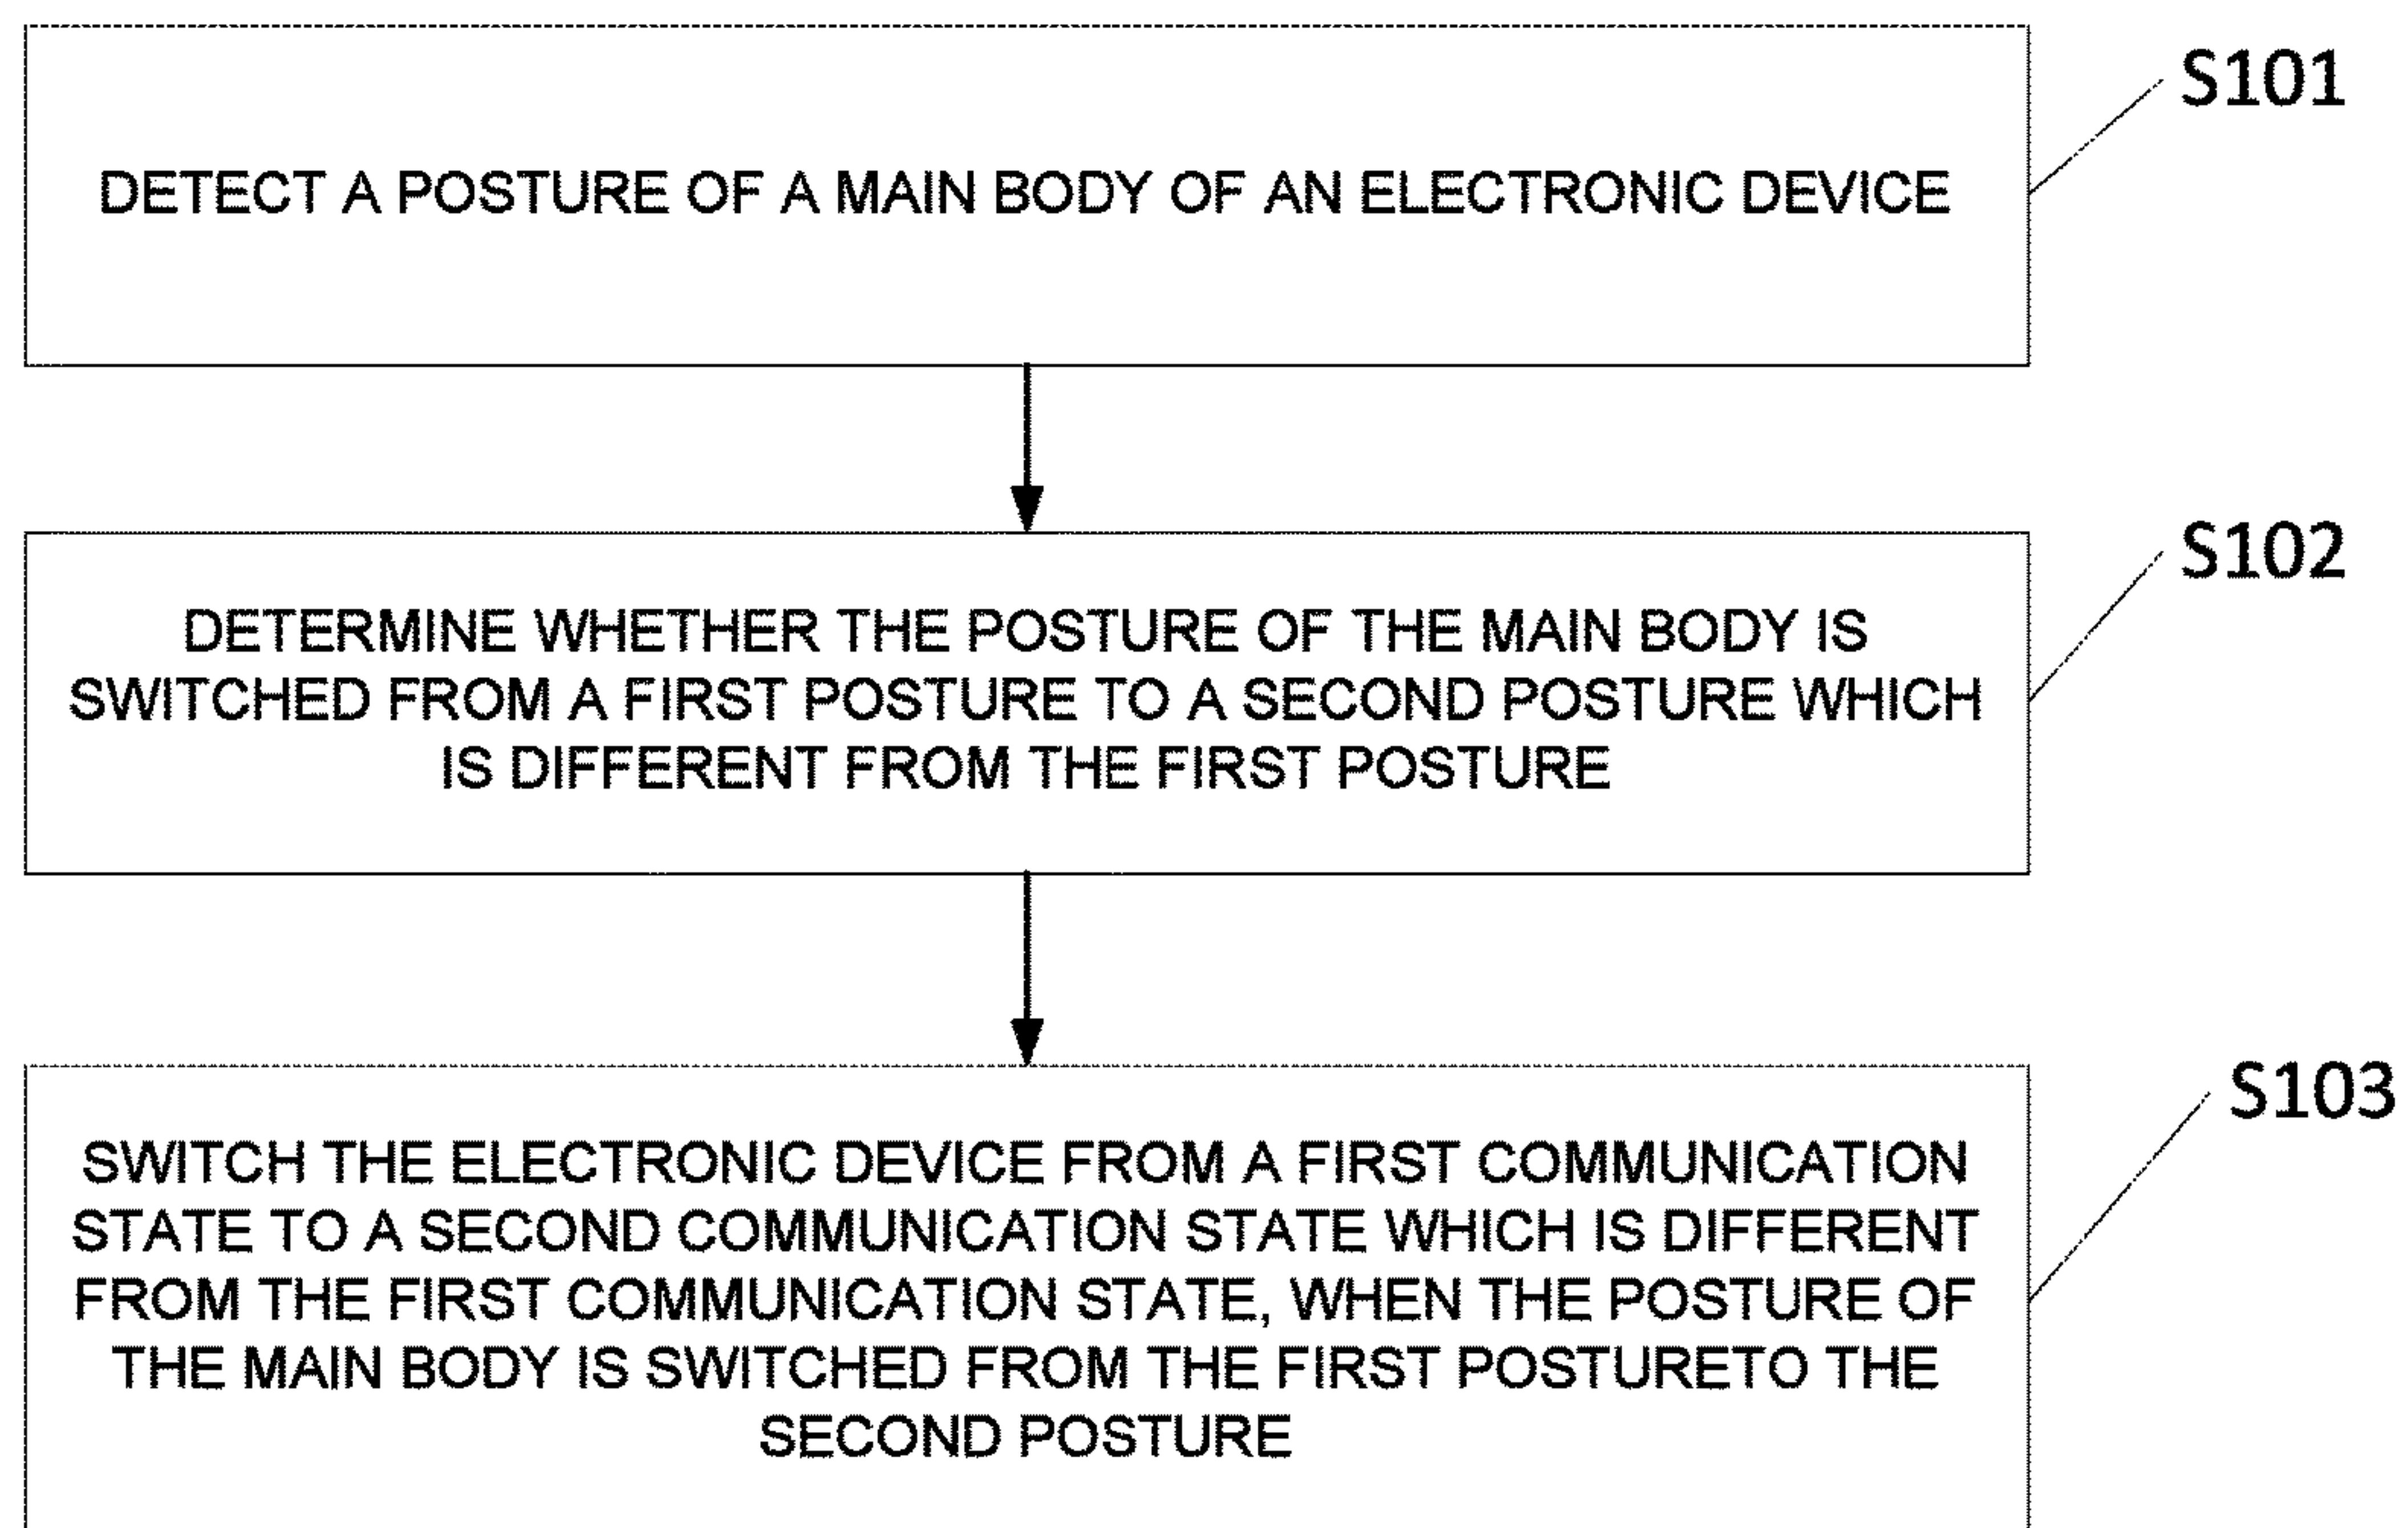 S101
DETECT A POSTURE OF A MAIN BODY OF AN ELECTRONIC DEVICE
S102
DETERMINE WHETHER THE POSTURE OF THE MAIN BODY IS
SWITCHED FROM A FIRST POSTURE TO A SECOND POSTURE WHICH
IS DIFFERENT FROM THE FIRST POSTURE
S103
SWITCH THE ELECTRONIC DEVICE FROM A FIRST COMMUNICATION
STATE TO A SECOND COMMUNICATION STATE WHICH IS DIFFERENT
FROM THE FIRST COMMUNICATION STATE, WHEN THE POSTURE OF
THE MAIN BODY IS SWITCHED FROM THE FIRST POSTURETO THE
SECOND POSTURE